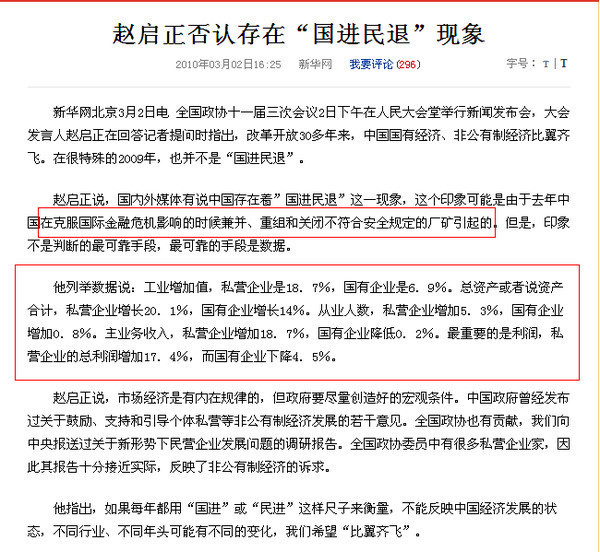 赵启正否认存在“国进民退”现象
2010年03月02日16:25 新华网 我要评论(296) 字号：T|T
新华网北京3月2日电 全国政协十一届三次会议2日下午在人民大会堂举行新闻发布会，大会
发言人赵启正在回答记者提问时指出，改革开放30多年来，中国国有经济、非公有制经济比翼齐
飞。在很特殊的2009年，也并不是“国进民退”。
赵启正说，国内外媒体有说中国存在着”国进民退”这一现象，这个印象可能是由于去年中
国在克服国际金融危机影响的时候兼并、重组和关闭不符合安全规定的厂矿引起的。但是，印象
不是判断的最可靠手段，最可靠的手段是数据。
他列举数据说：工业增加值，私营企业是18．7%，国有企业是6．9%。总资产或者说资产
合计，私营企业增长20．1%，国有企业增长14%。从业人数，私营企业增加5．3%，国有企业
增加0．8%。主业务收入，私营企业增加18．7%，国有企业降低0．2%。最重要的是利润，私
营企业的总利润增加17．4%，而国有企业下降4．5%。
赵启正说，市场经济是有内在规律的，但政府要尽量创造好的宏观条件。中国政府曾经发布
过关于鼓励、支持和引导个体私营等非公有制经济发展的若干意见。全国政协也有贡献，我们向
中央报送过关于新形势下民营企业发展问题的调研报告。全国政协委员中有很多私营企业家，因
此其报告十分接近实际，反映了非公有制经济的诉求。
他指出，如果每年都用“国进”或“民进”这样尺子来衡量，不能反映中国经济发展的状
态，不同行业、不同年头可能有不同的变化，我们希望“比翼齐飞”。